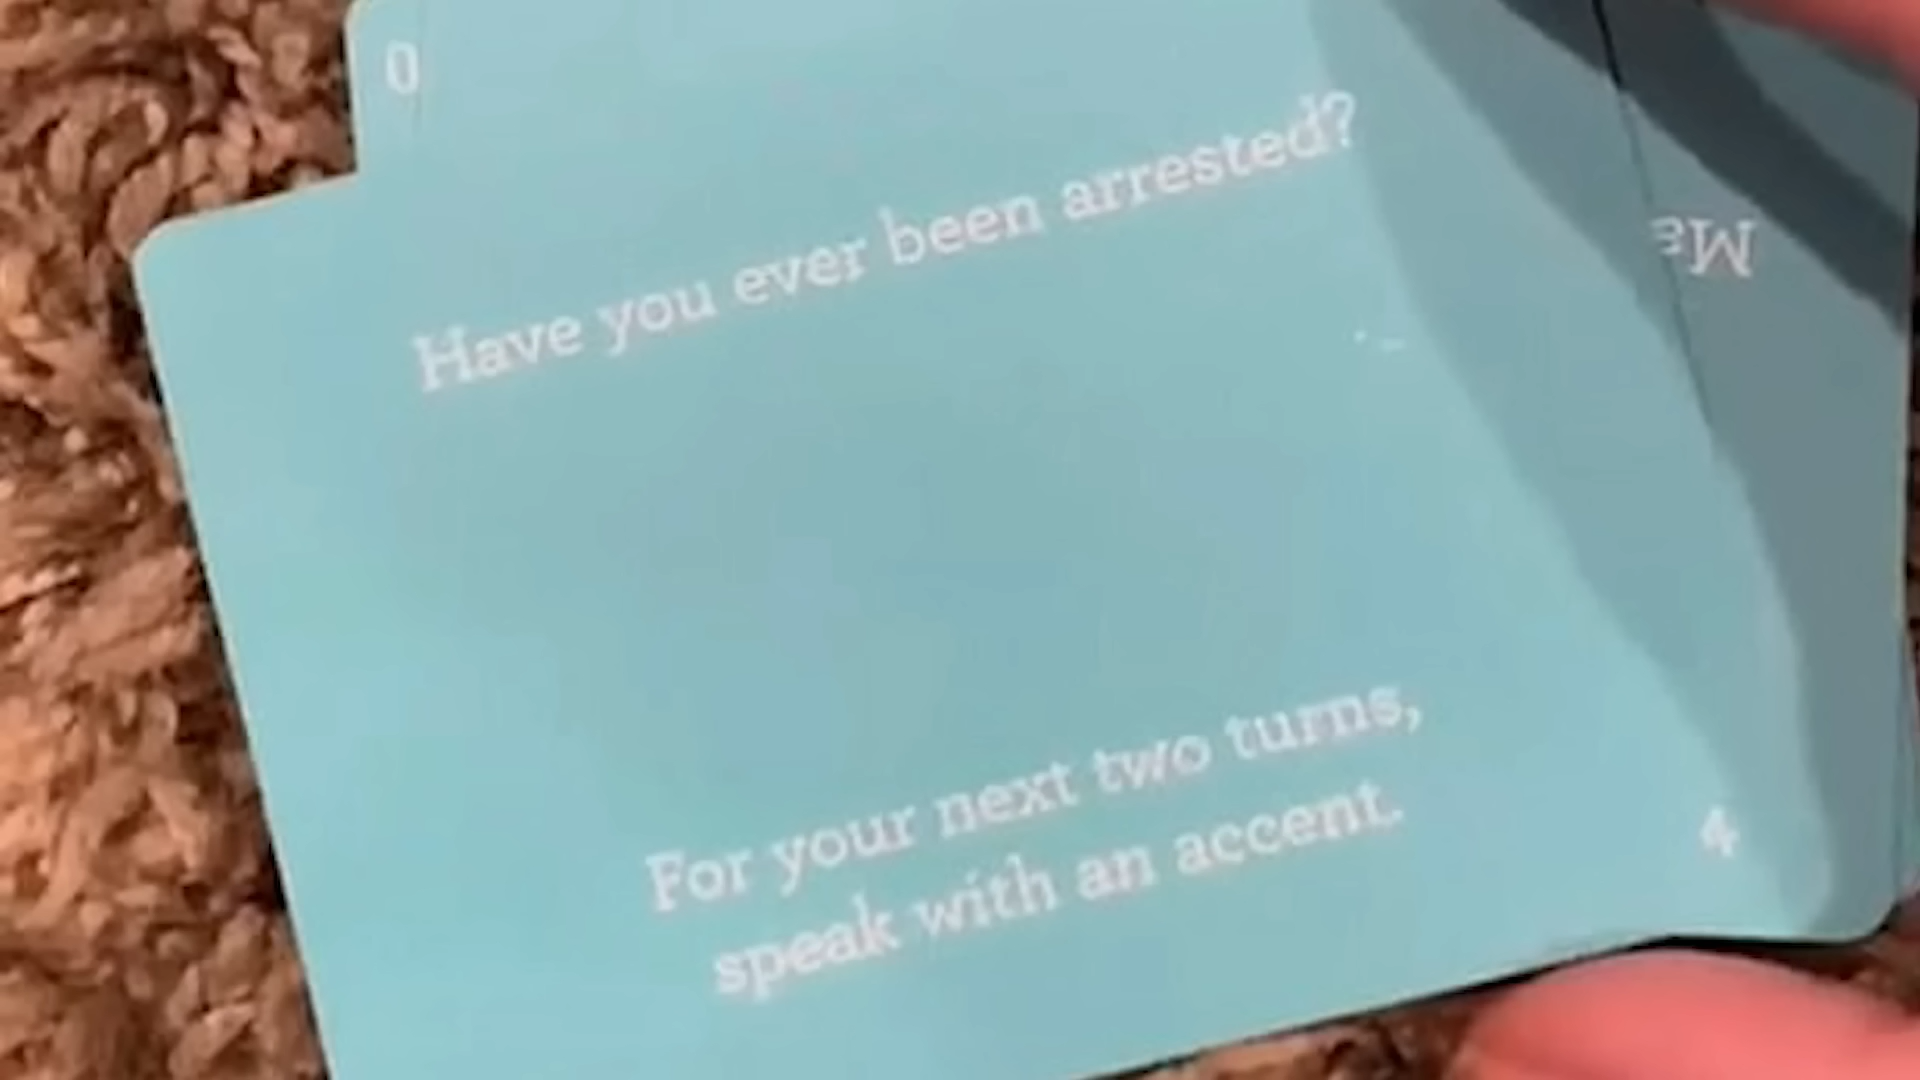 0
Have you ever been arrested?
For your next two turns,
speak with an accent.
4